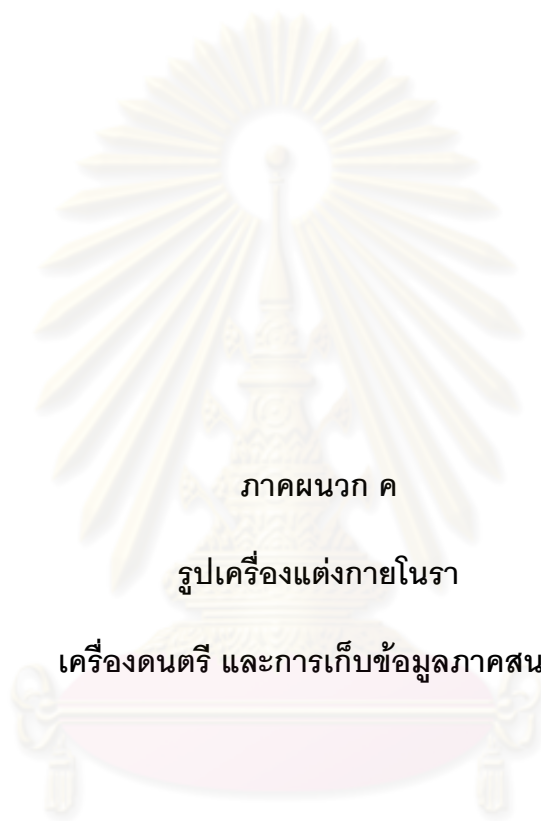 ภาคผนวก ค
รูปเครื่องแต่งกายโนรา
เครื่องดนตรี และการเก็บข้อมูลภาคสน